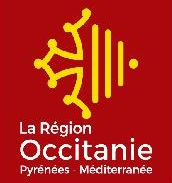 La Région
Occitanie
Pyrénées - Méditerranée